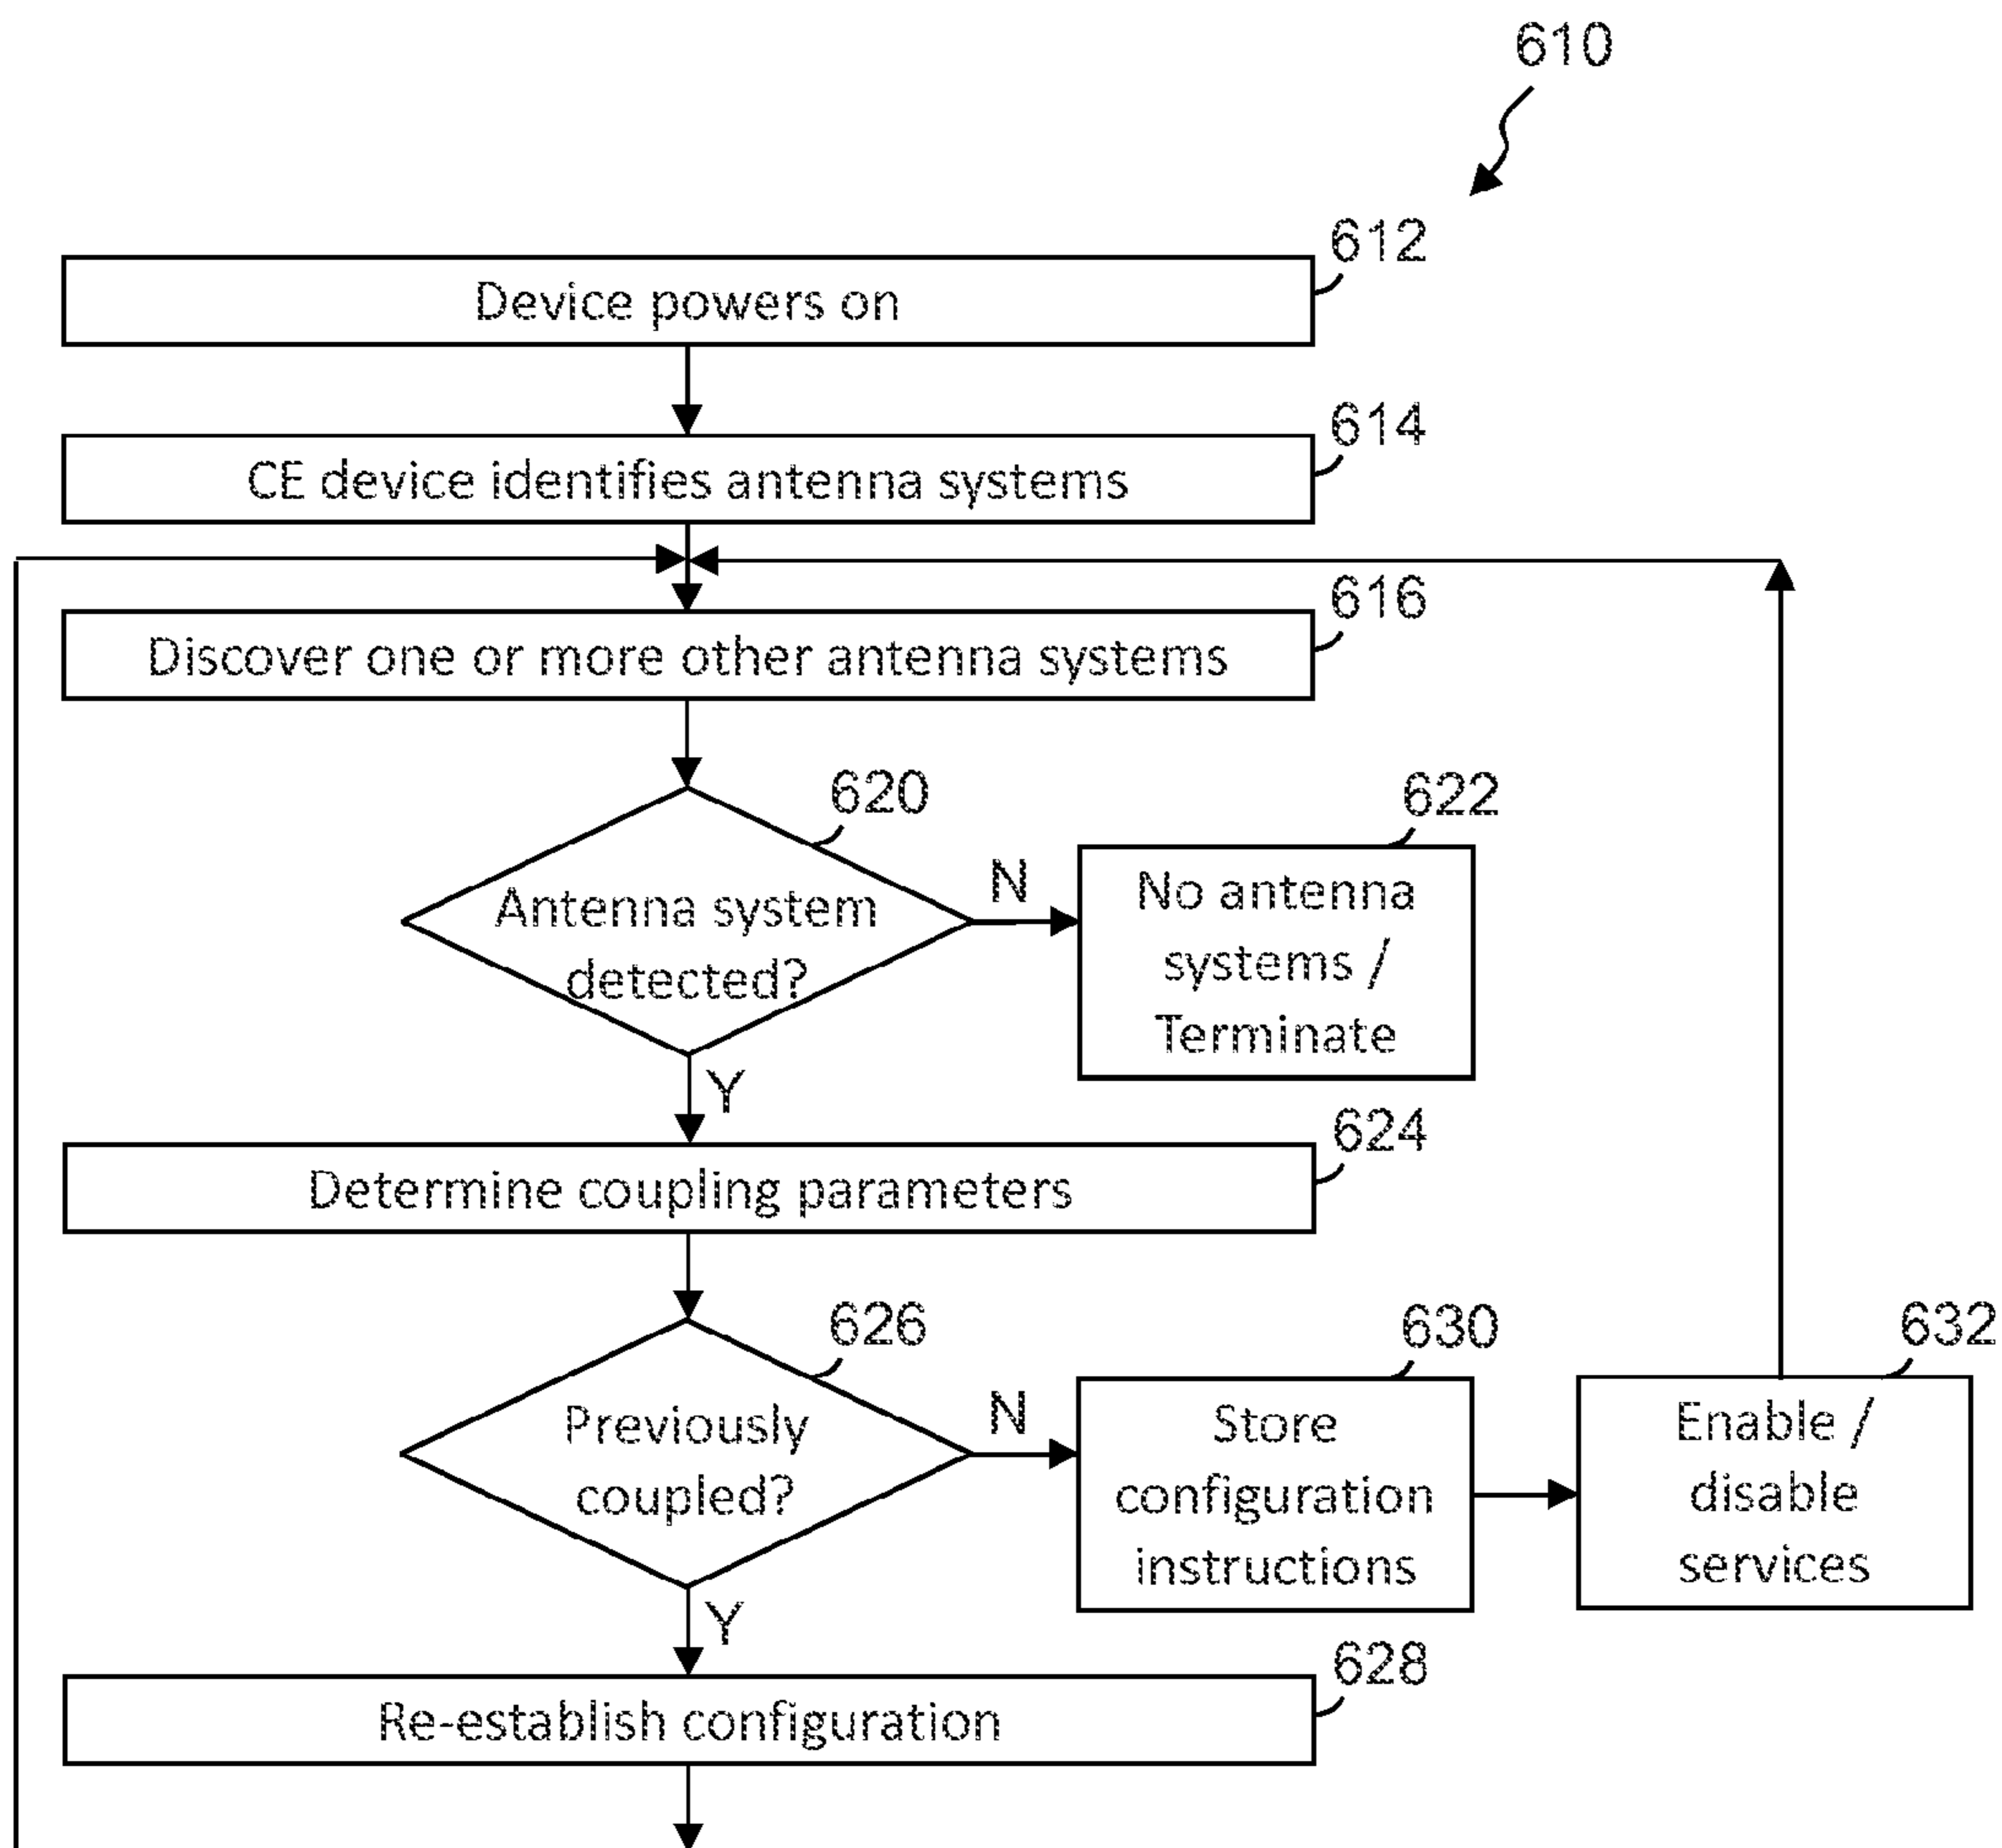 610
612
Device powers on
614
CE device identifies antenna systems
616
Discover one or more other antenna systems
620
Antenna system
detected?
N
622
No antenna
systems /
Terminate
Y
624
Determine coupling parameters
626
Previously
coupled?
N
630
Store
configuration
instructions
632
Enable /
disable
services
Y
628
Re-establish configuration